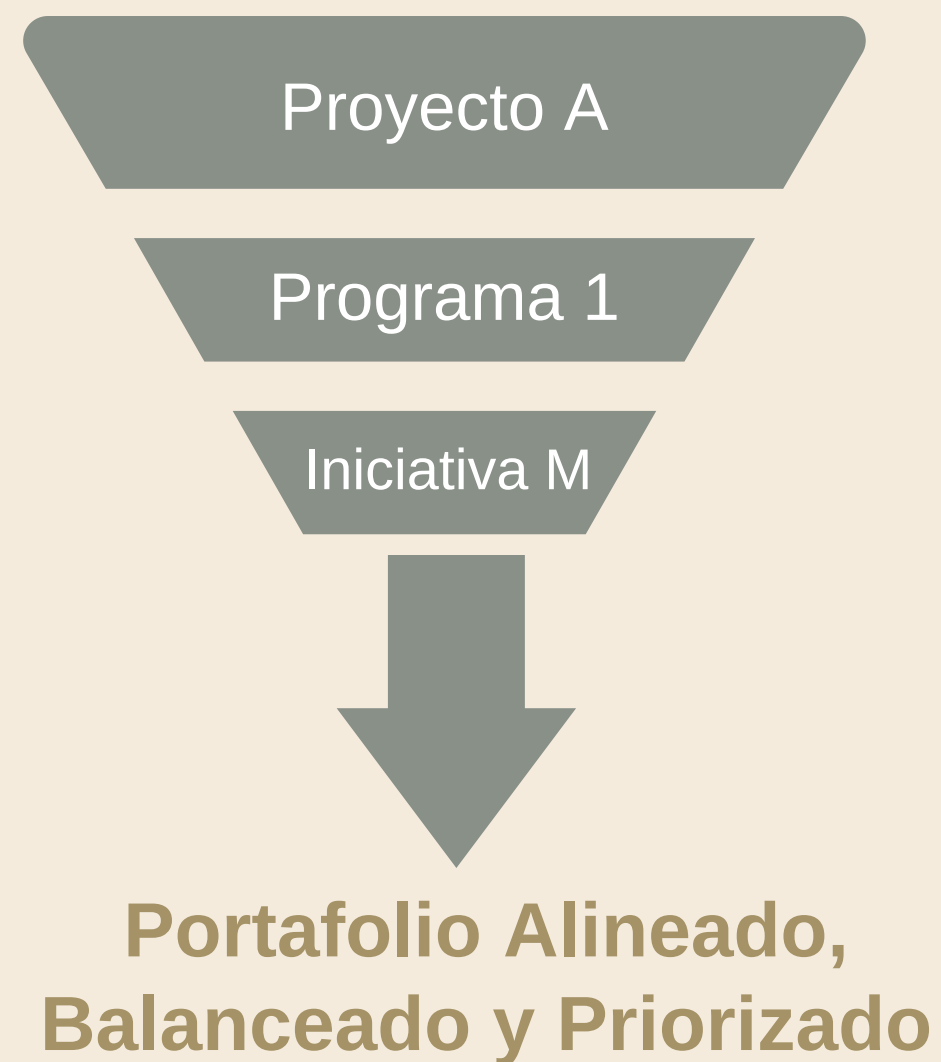 Proyecto A
Programa 1
Iniciativa M
Portafolio Alineado,
Balanceado y Priorizado